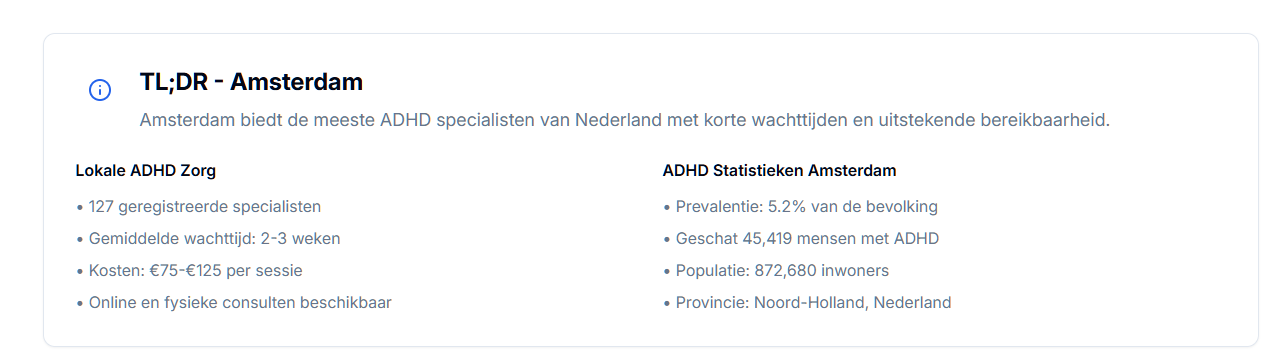 TL;DR - Amsterdam
Amsterdam biedt de meeste ADHD specialisten van Nederland met korte wachttijden en uitstekende bereikbaarheid.
Lokale ADHD Zorg
• 127 geregistreerde specialisten
• Gemiddelde wachttijd: 2-3 weken
• Kosten: €75-€125 per sessie
• Online en fysieke consulten beschikbaar
ADHD Statistieken Amsterdam
• Prevalentie: 5.2% van de bevolking
• Geschat 45,419 mensen met ADHD
• Populatie: 872,680 inwoners
• Provincie: Noord-Holland, Nederland